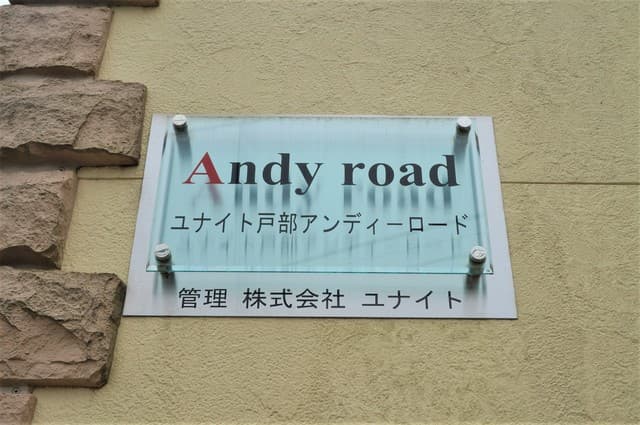 Andy road
ユナイト戸部アンディーロード
管理 株式会社 ユナイト